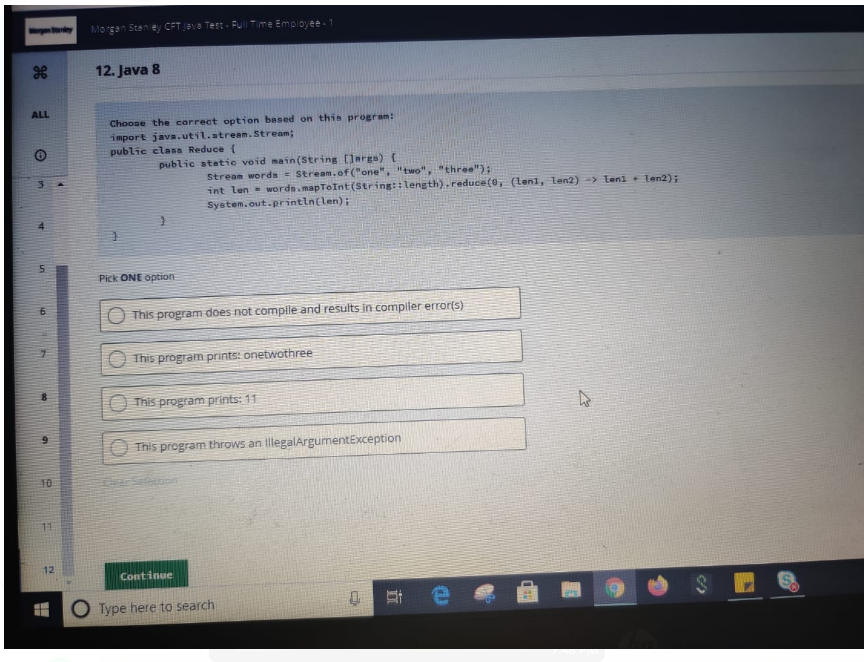 Morgan Stanley
Morgan Stanley CFT Java Test - Full Time Employee - 1
12. Java 8
ALL
Choose the correct option based on this program:
import java.util.stream.Stream;
public class Reduce {
public static void main(String []args) {
Stream words = Stream.of("one", "two", "three");
int len = words.mapToInt(String::length).reduce(0, (len1, len2) -> len1 + len2);
System.out.println(len);
}
}
3
4
5
6
7
8
9
10
11
12
Pick ONE option
This program does not compile and results in compiler error(s)
This program prints: onetwothree
This program prints: 11
This program throws an IllegalArgumentException
Clear Selection
Continue
Type here to search